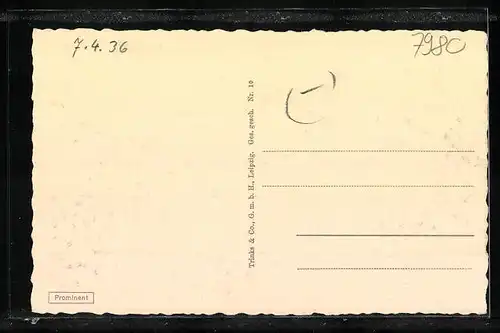 7.4.36
7980
Trinks & Co., G. m. b. H., Leipzig. Ges. gesch. Nr. 10
Prominent